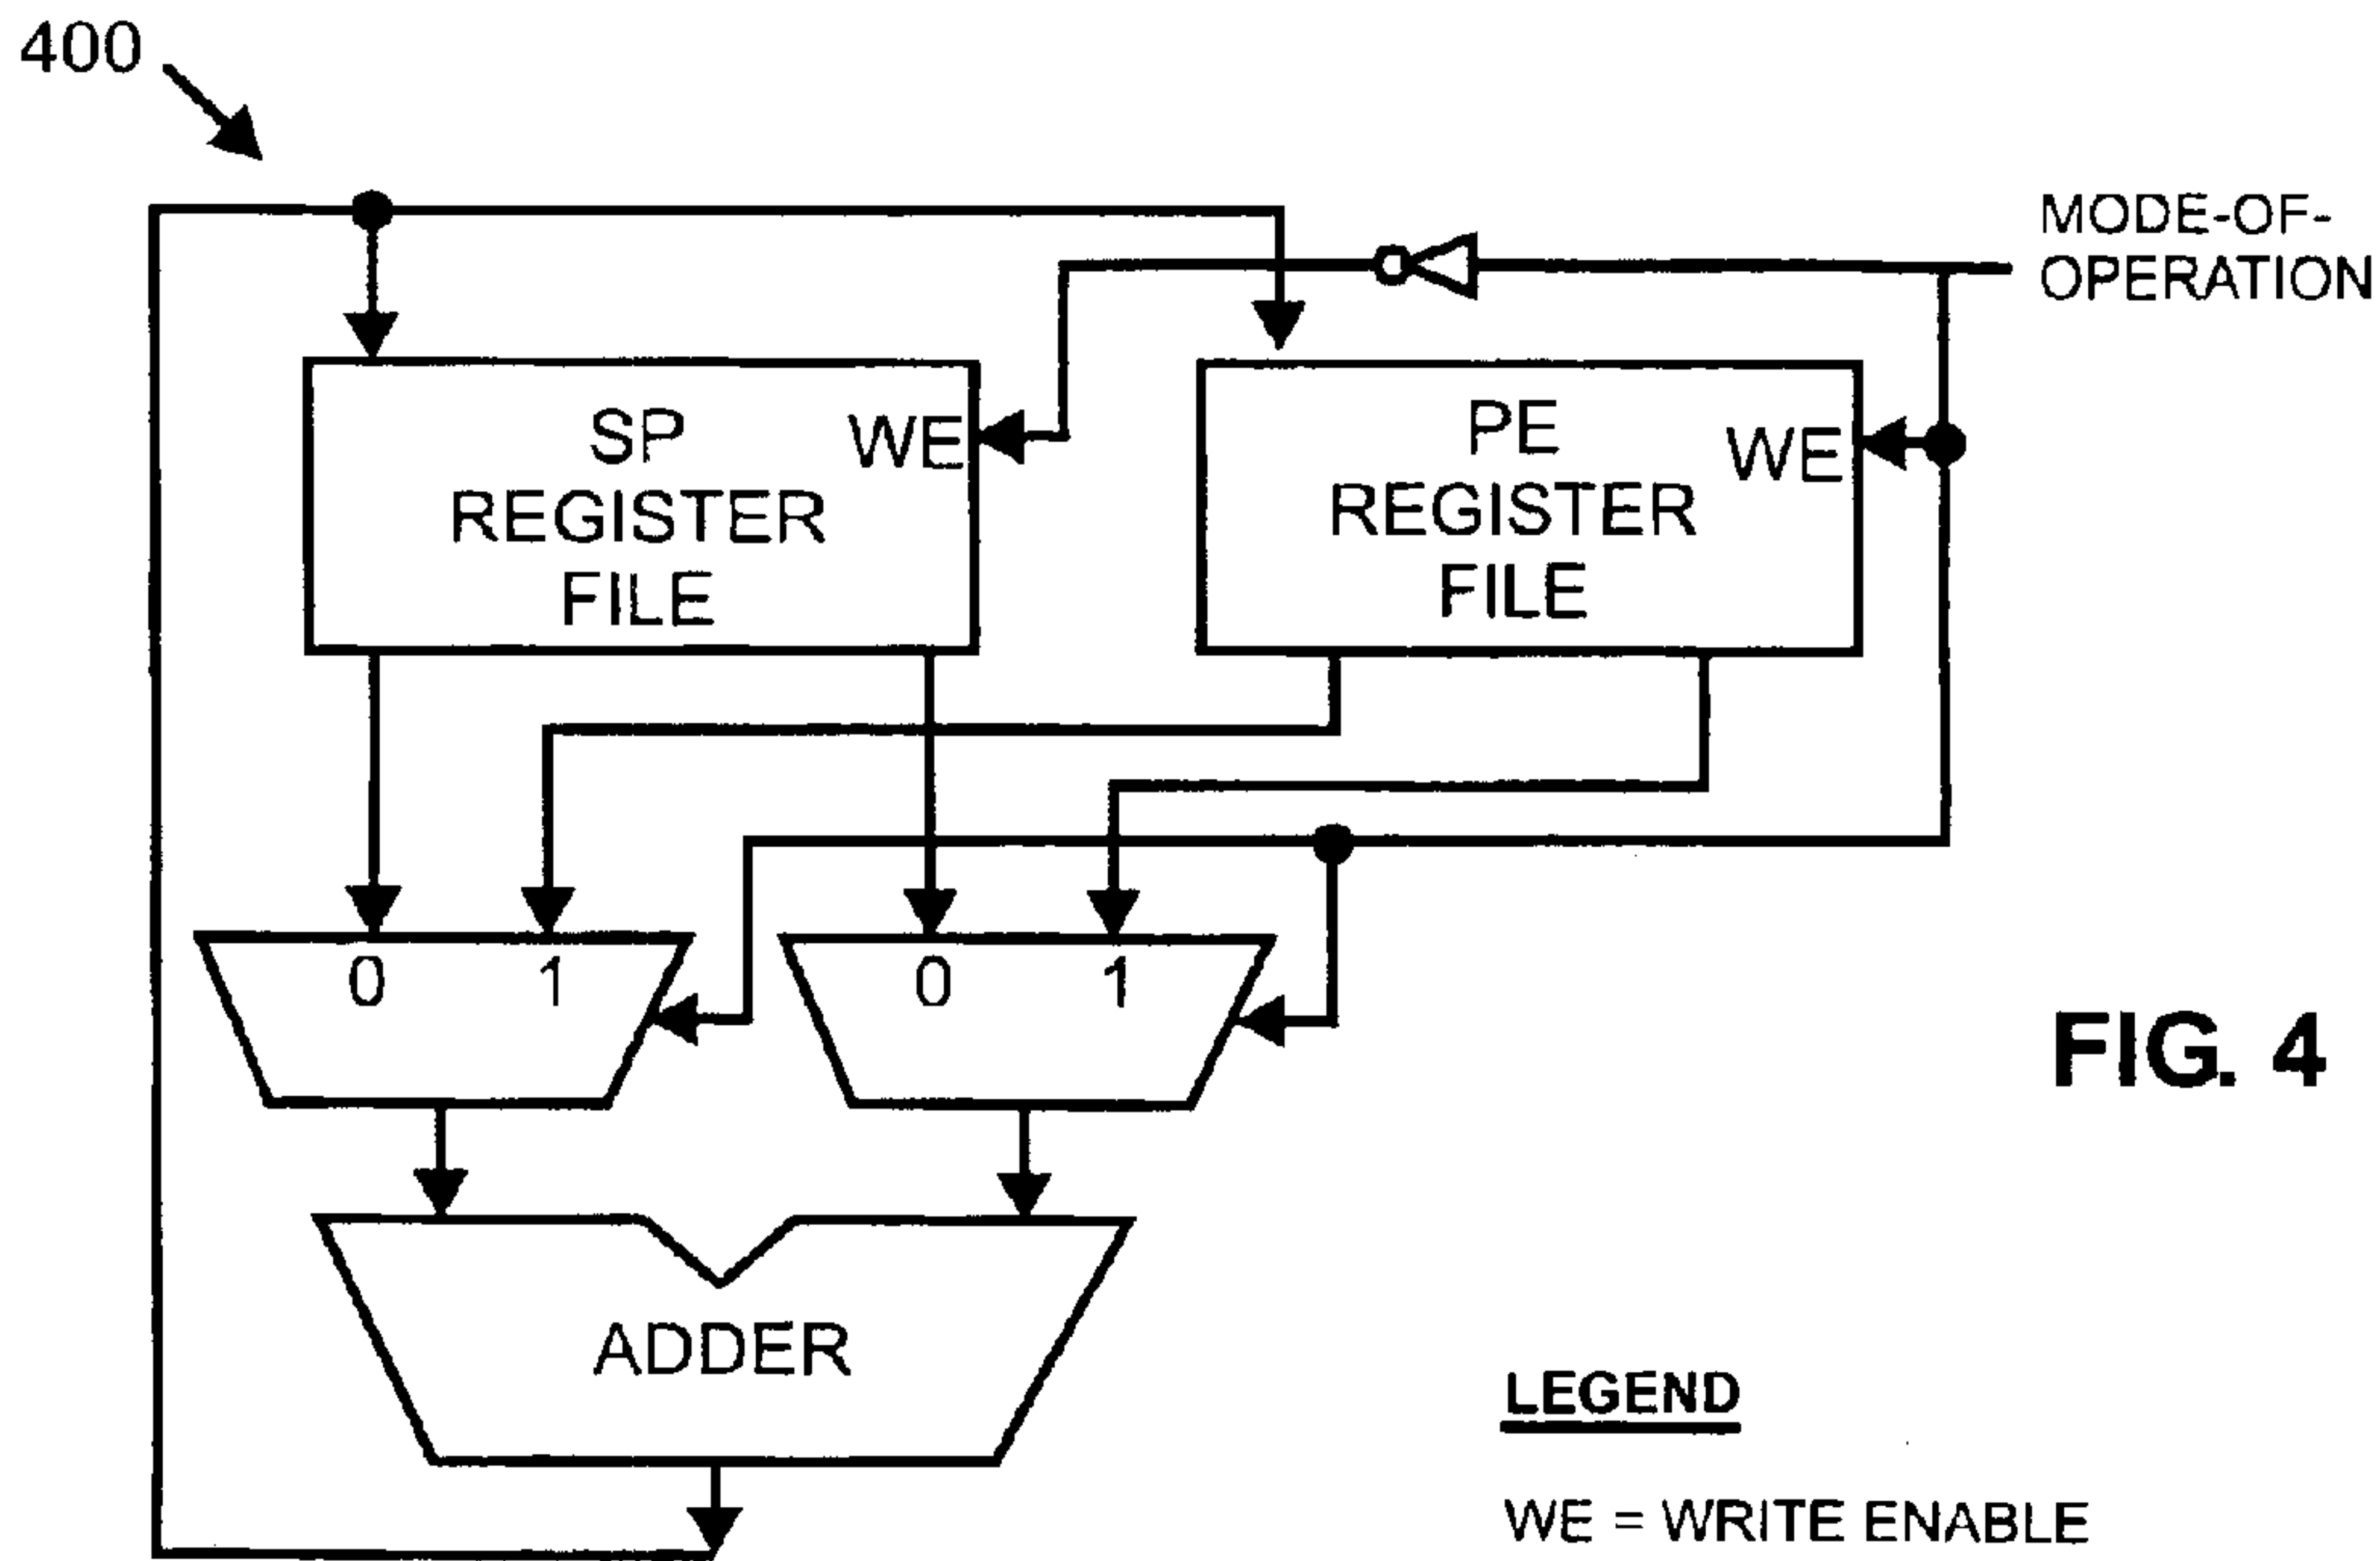 400
MODE-OF-
OPERATION
SP
REGISTER
FILE
WE
PE
REGISTER
FILE
WE
0 1
0 1
ADDER
FIG. 4
LEGEND
WE = WRITE ENABLE